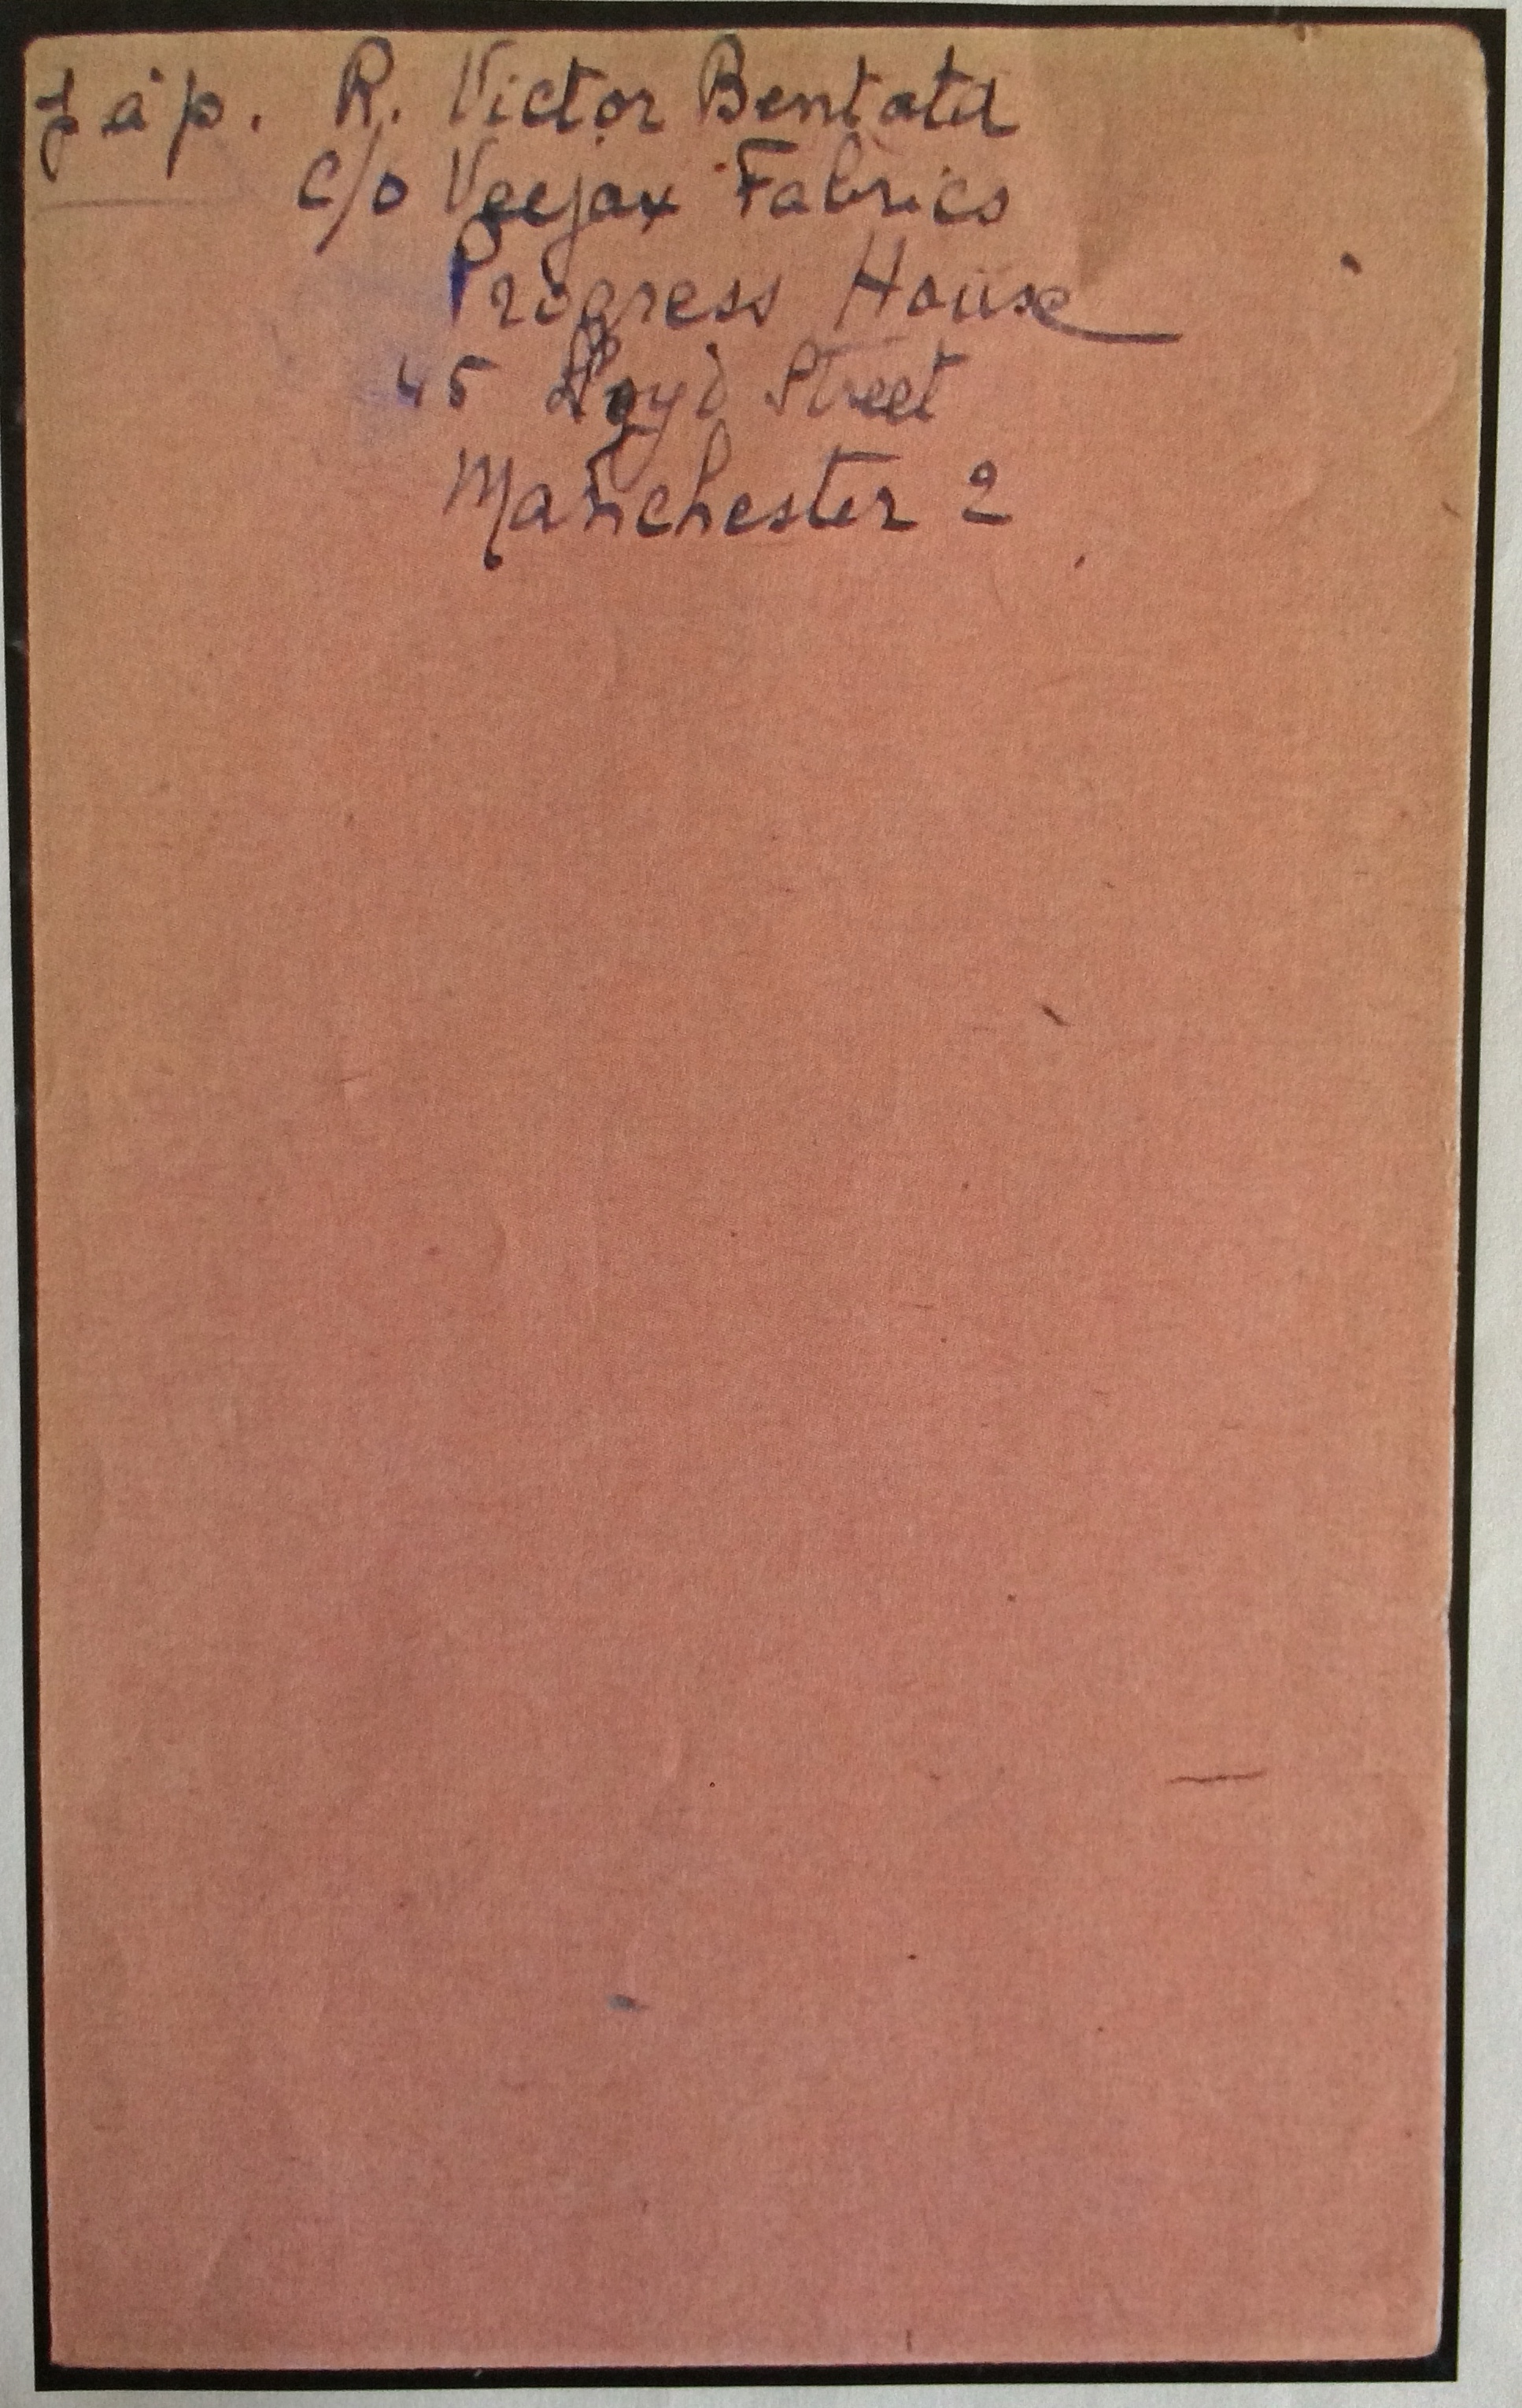 R. Victor Bentata
c/o Veejax Fabrics
Progress House
45 Lloyd Street
Manchester 2